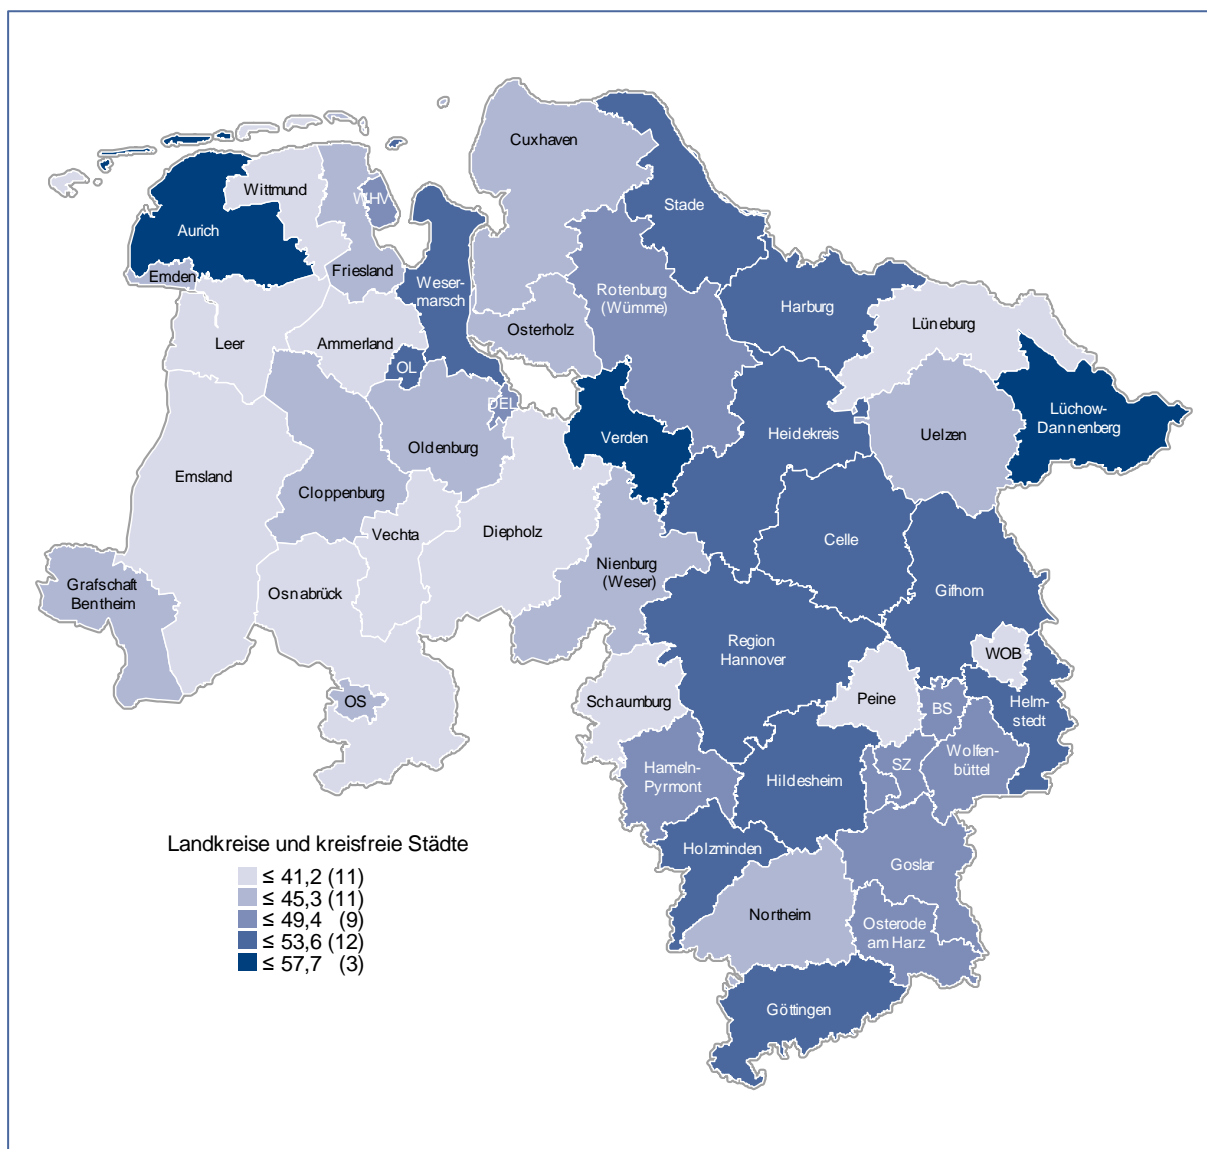 Cuxhaven
Wittmund
WHV
Stade
Aurich
Emden
Friesland
Weser-
marsch
Rotenburg
(Wümme)
Harburg
Lüneburg
Leer
Ammerland
Osterholz
OL
DEL
Lüchow-
Dannenberg
Verden
Heidekreis
Uelzen
Oldenburg
Emsland
Cloppenburg
Vechta
Diepholz
Celle
Nienburg
(Weser)
Grafschaft
Bentheim
Osnabrück
Gifhorn
Region
Hannover
WOB
OS
Schaumburg
Peine
BS
Helm-
stedt
Wolfen-
büttel
SZ
Hameln-
Pyrmont
Hildesheim
Holzminden
Goslar
Northeim
Osterode
am Harz
Göttingen
Landkreise und kreisfreie Städte
≤ 41,2 (11)
≤ 45,3 (11)
≤ 49,4 (9)
≤ 53,6 (12)
≤ 57,7 (3)